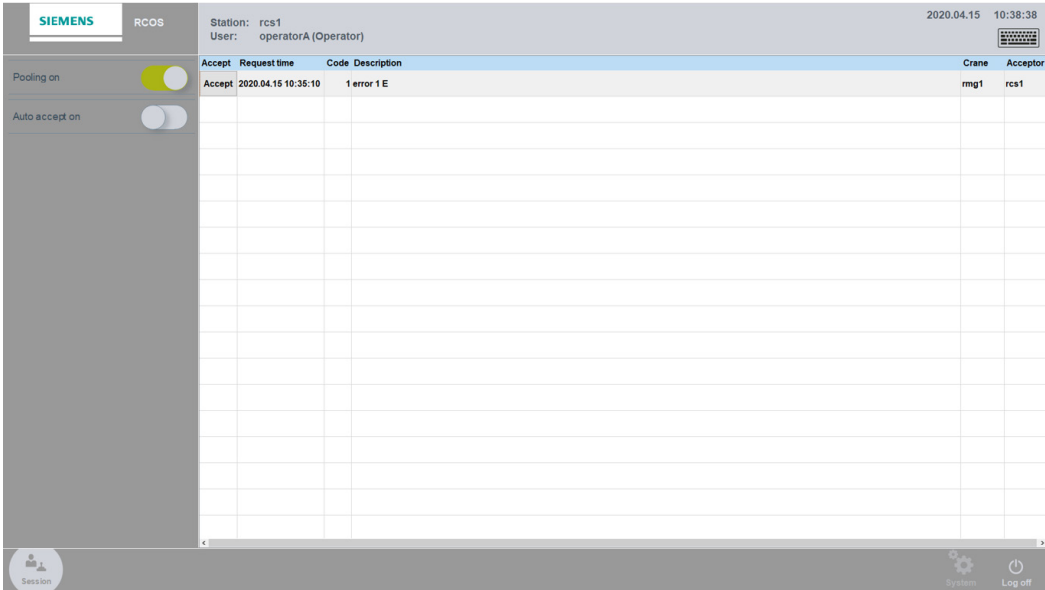 SIEMENS RCOS
Station: rcs1
User: operatorA (Operator)
2020.04.15 10:38:38
Pooling on
Auto accept on
Accept Request time Code Description Crane Acceptor
Accept 2020.04.15 10:35:10 1 error 1 E rmg1 rcs1
Session
System
Log off